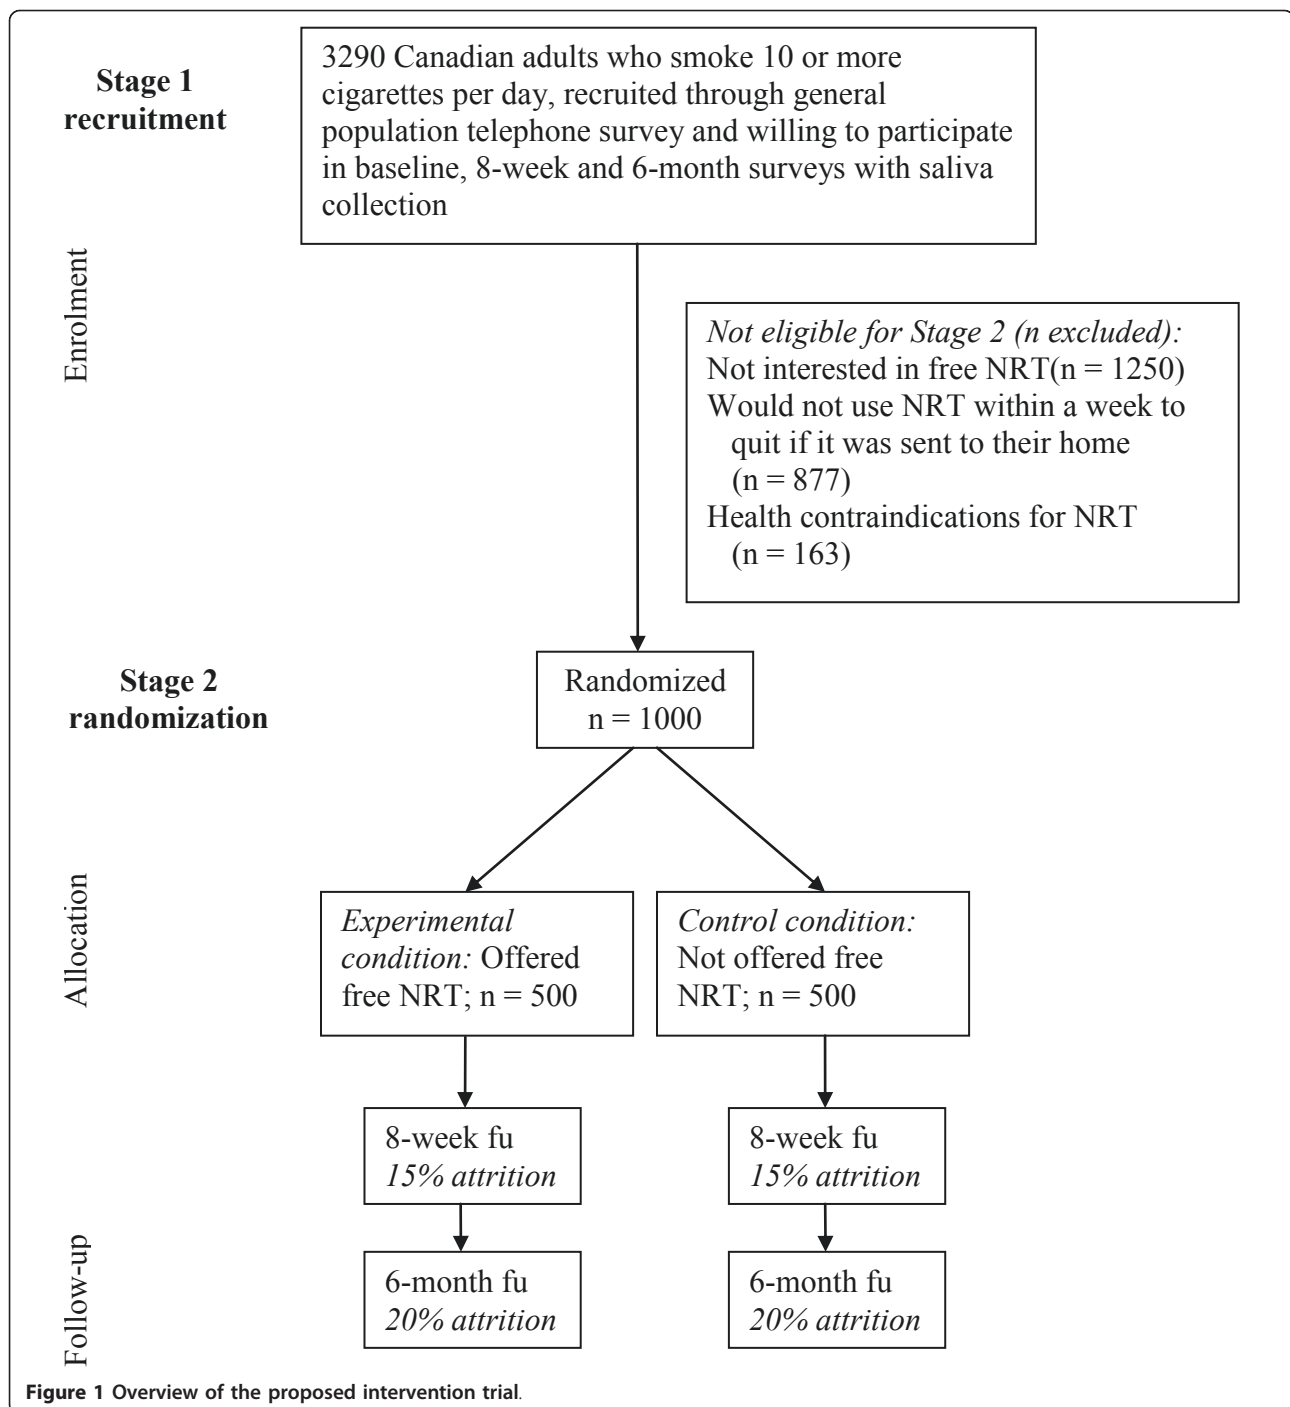 Stage 1
recruitment
3290 Canadian adults who smoke 10 or more
cigarettes per day, recruited through general
population telephone survey and willing to participate
in baseline, 8-week and 6-month surveys with saliva
collection
Enrolment
Not eligible for Stage 2 (n excluded):
Not interested in free NRT(n = 1250)
Would not use NRT within a week to
quit if it was sent to their home
(n = 877)
Health contraindications for NRT
(n = 163)
Stage 2
randomization
Randomized
n = 1000
Allocation
Experimental
condition: Offered
free NRT; n = 500
Control condition:
Not offered free
NRT; n = 500
Follow-up
8-week fu
15% attrition
8-week fu
15% attrition
6-month fu
20% attrition
6-month fu
20% attrition
Figure 1 Overview of the proposed intervention trial.